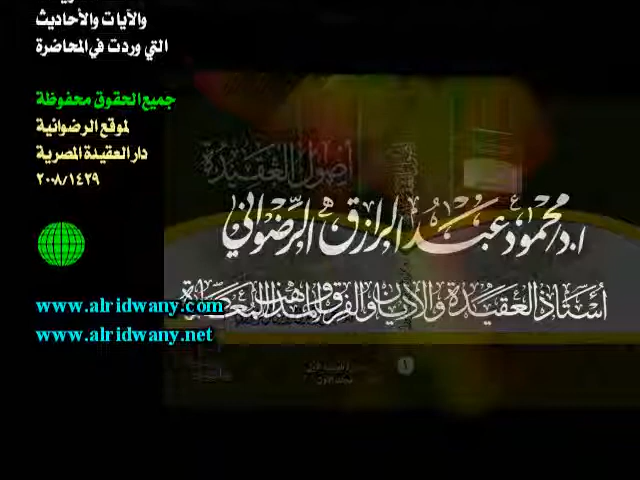 والآيات والأحاديث
التي وردت في المحاضرة
جميع الحقوق محفوظة
لموقع الرضوانية
دار العقيدة المصرية
٢٠٠٨/١٤٢٩
www.alridwany.com
www.alridwany.net
أصول العقيدة
ا.د/محمود عبد الرازق الرضواني
أستاذ العقيدة والأديان والفرق والمذاهب المعاصرة
١